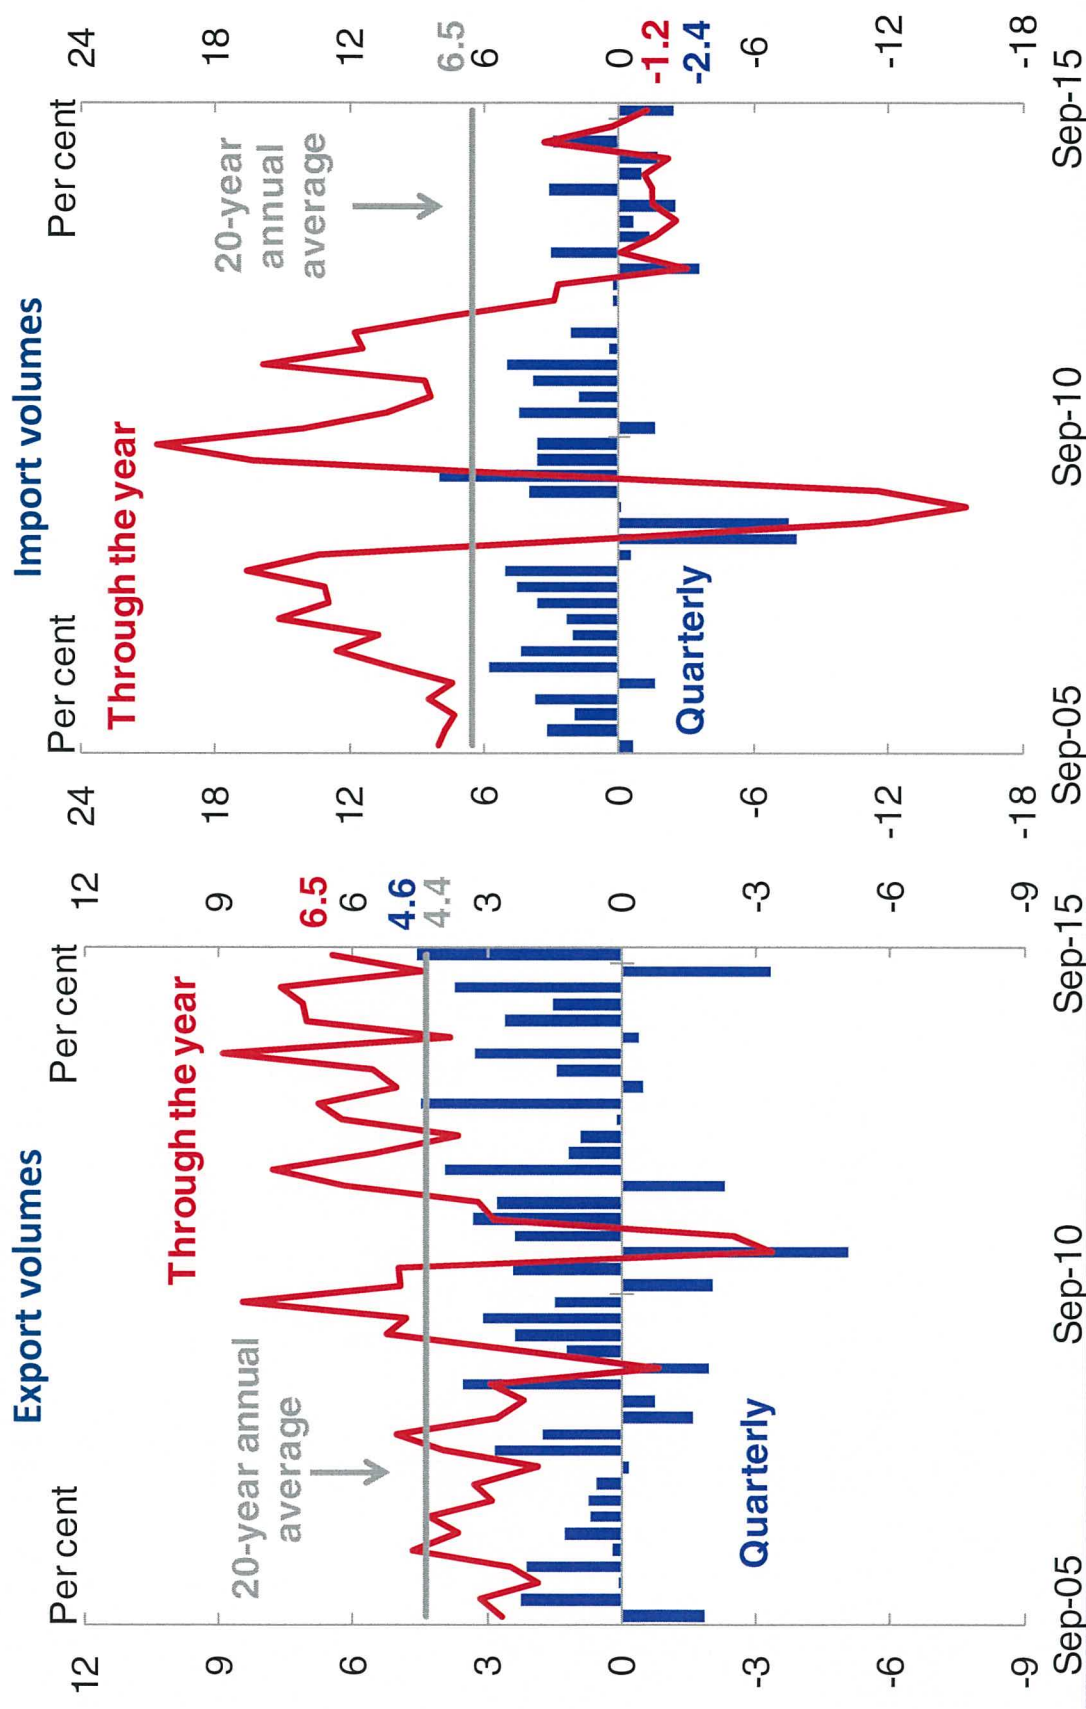 Export volumes
Per cent
Per cent
12
9
6
3
0
-3
-6
-9
12
9
6.5
6
4.6
4.4
3
0
-3
-6
-9
Through the year
20-year annual
average
Quarterly
Sep-05
Sep-10
Sep-15
Import volumes
Per cent
Per cent
24
18
12
6
0
-6
-12
-18
24
18
12
6.5
6
0
-1.2
-2.4
-6
-12
-18
Through the year
20-year
annual
average
Quarterly
Sep-05
Sep-10
Sep-15